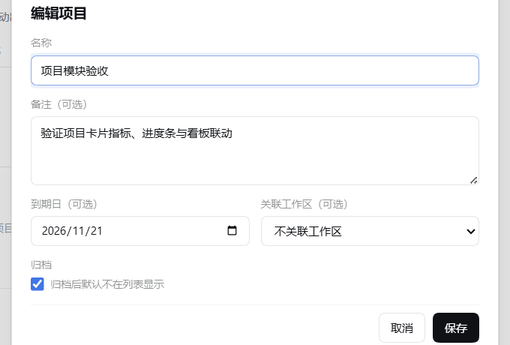 编辑项目
名称
项目模块验收
备注（可选）
验证项目卡片指标、进度条与看板联动
到期日（可选）
关联工作区（可选）
2026/11/21
不关联工作区
归档
归档后默认不在列表显示
取消
保存